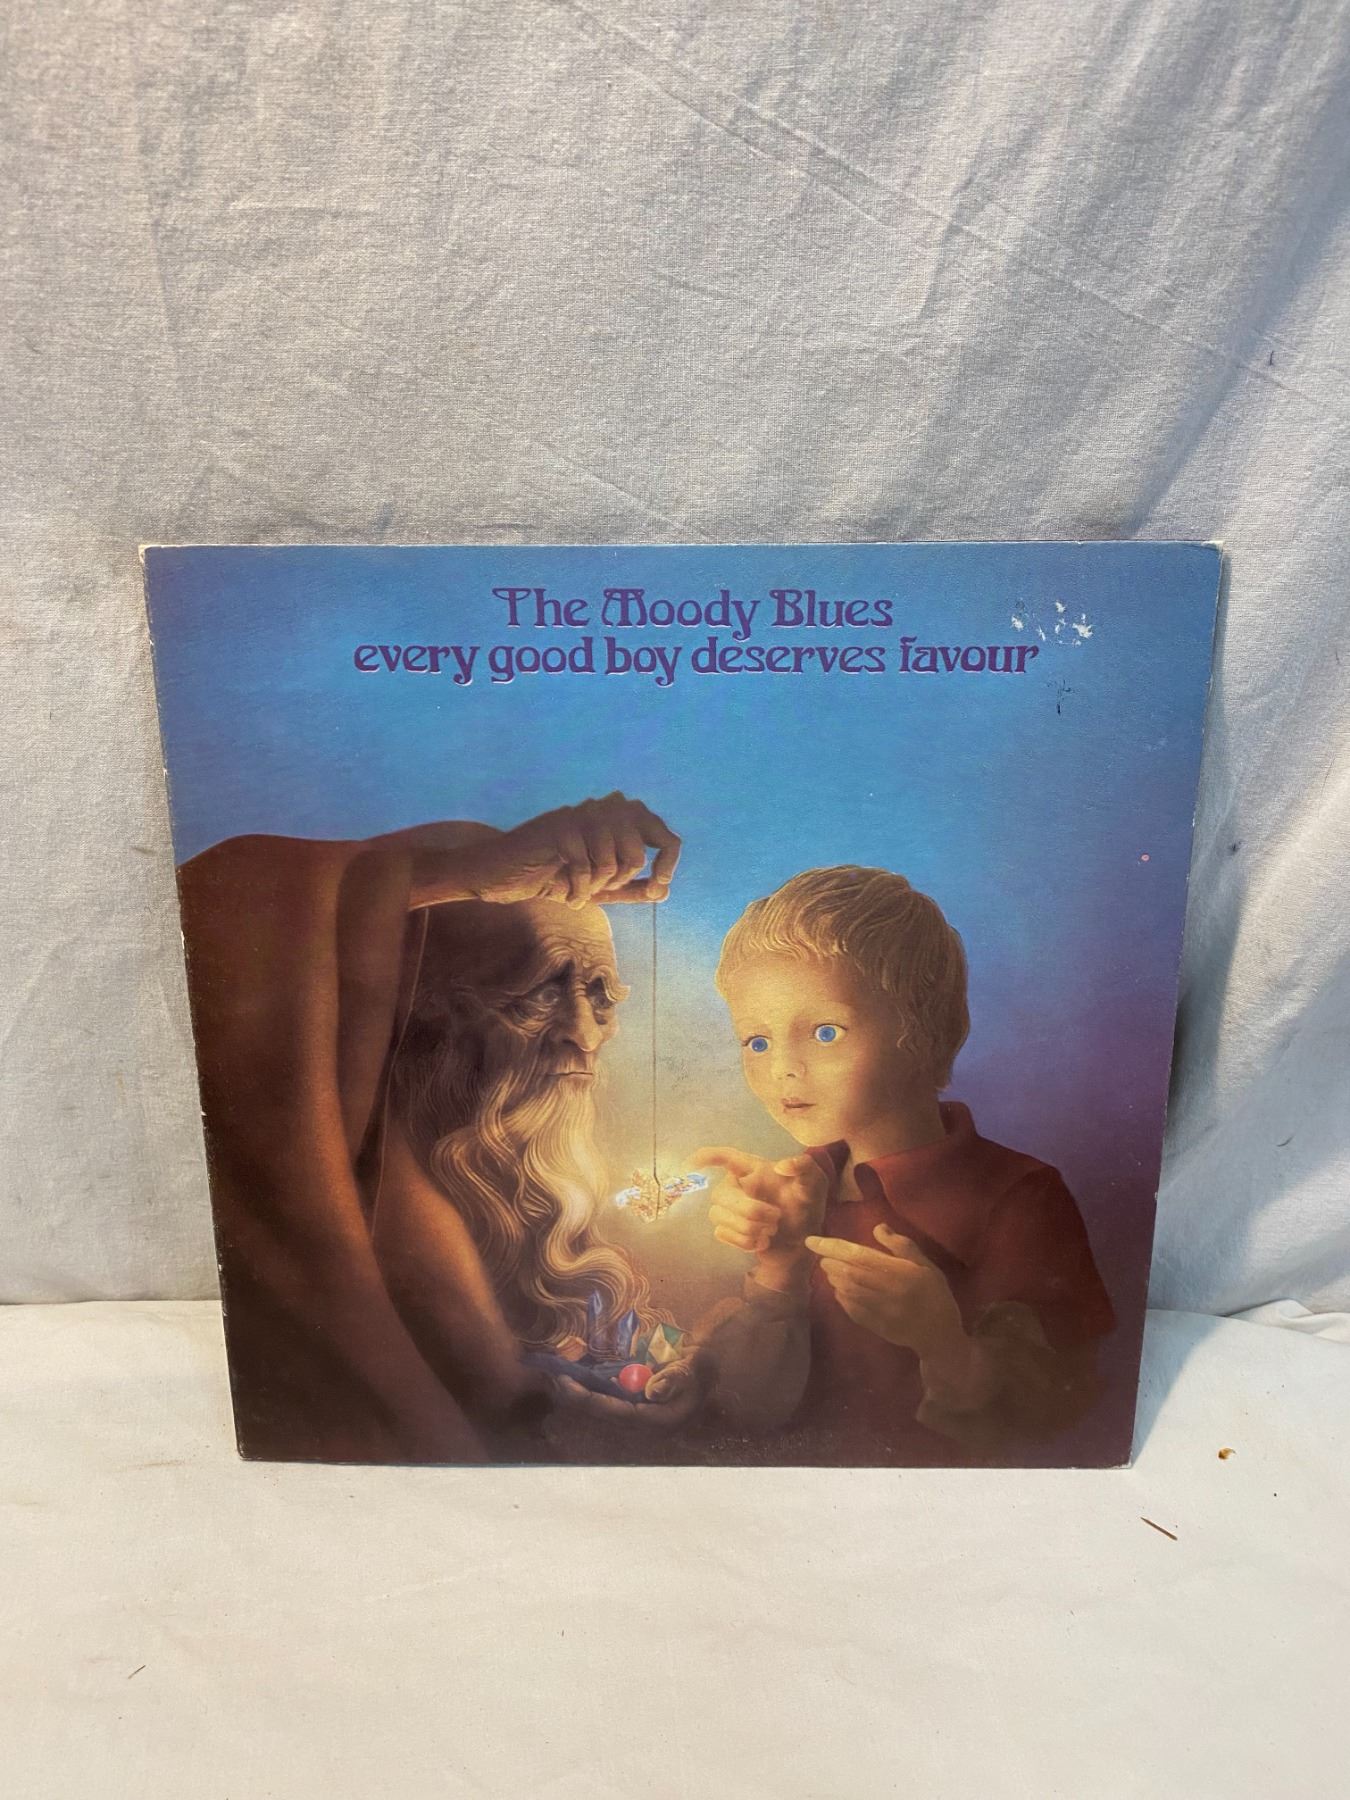 The Moody Blues
every good boy deserves favour